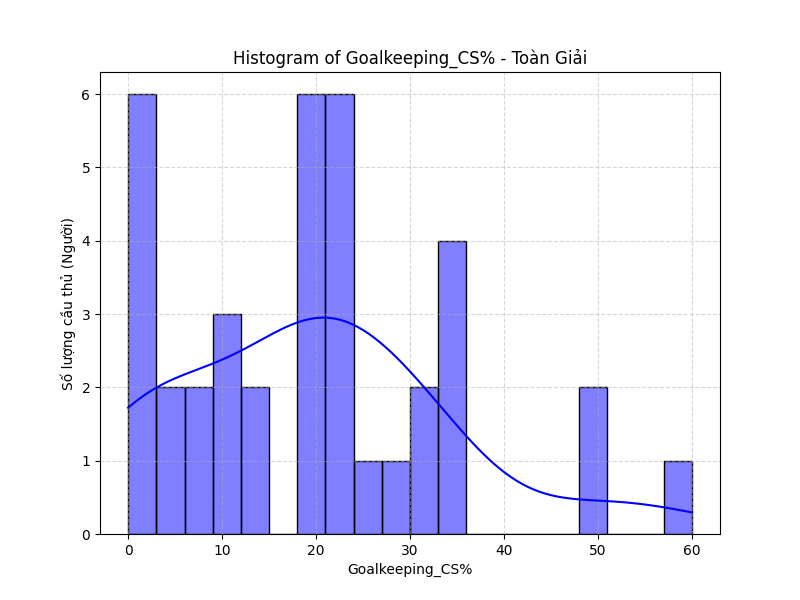 Histogram of Goalkeeping_CS% - Toàn Giải
6
5
4
3
2
1
0
Số lượng cầu thủ (Người)
0 10 20 30 40 50 60
Goalkeeping_CS%